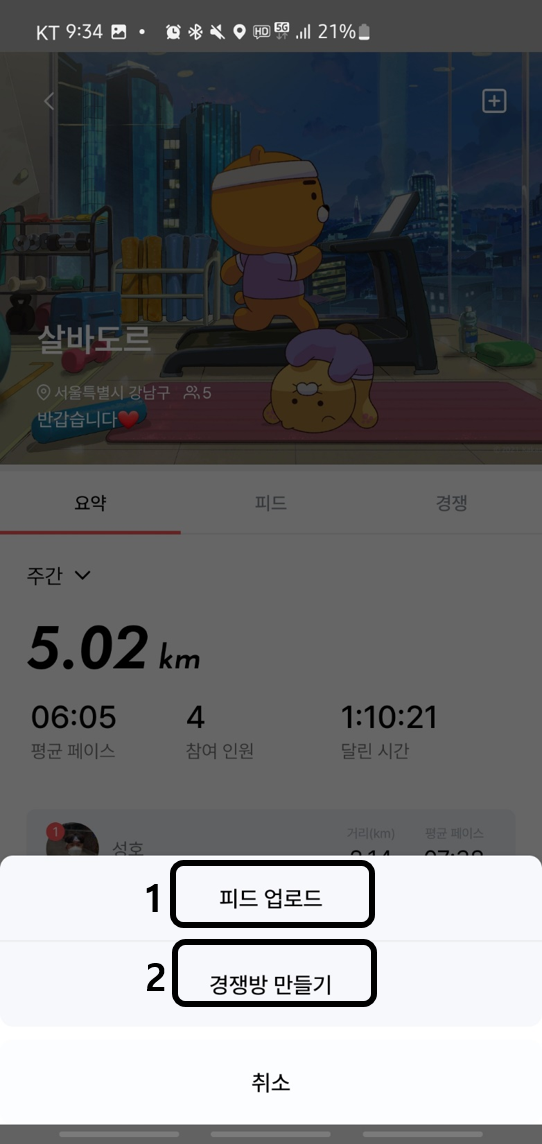 KT 9:34 HD 5G 21%
살바도르
서울특별시 강남구 5
반갑습니다❤️
요약 피드 경쟁
주간
5.02 km
06:05 4 1:10:21
평균 페이스 참여 인원 달린 시간
1 성호 거리(km) 평균 페이스
1 피드 업로드
2 경쟁방 만들기
취소